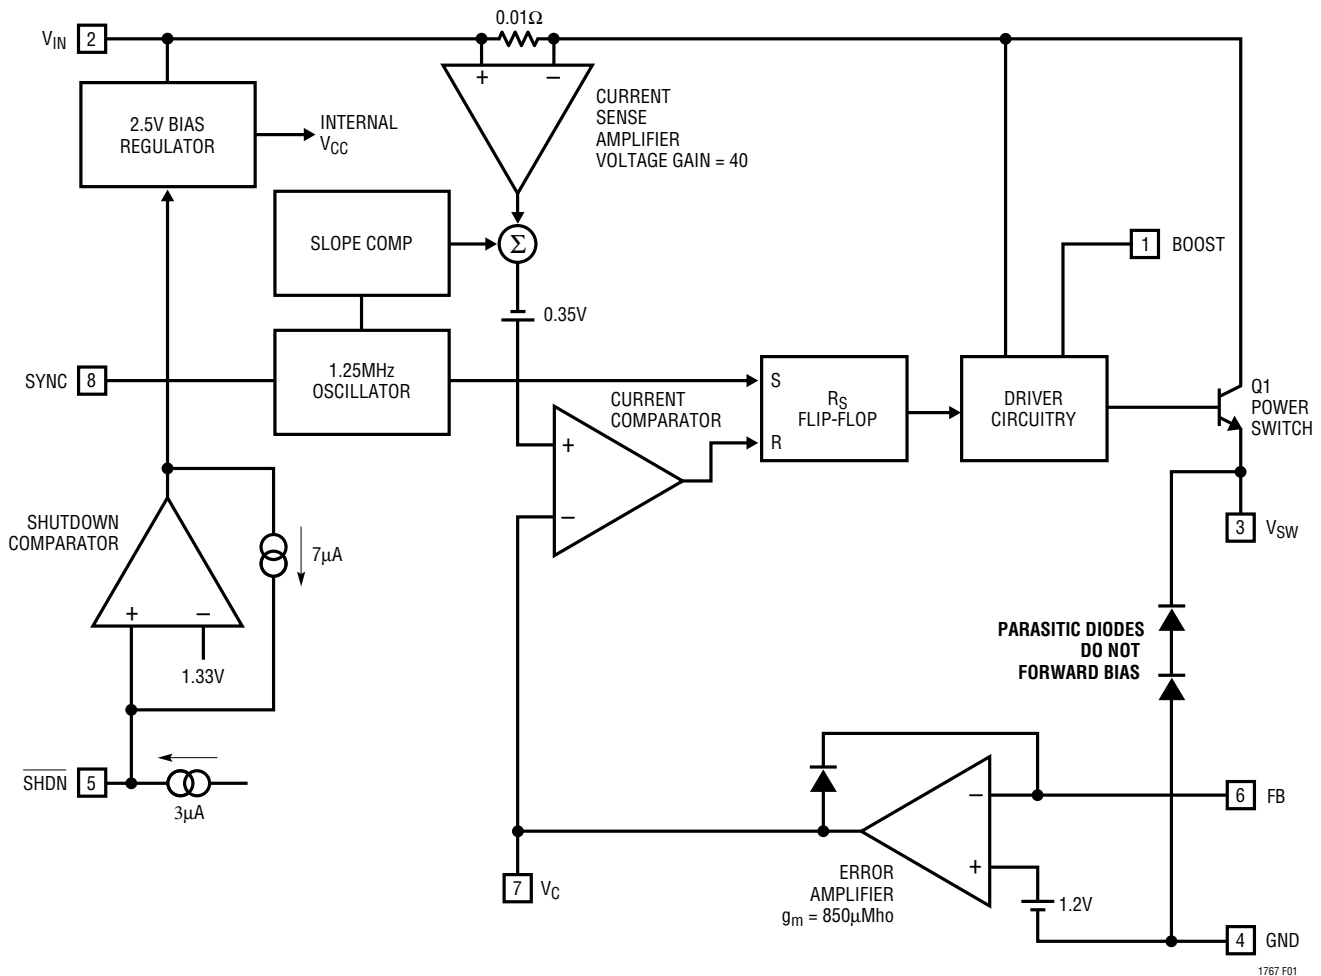 0.01Ω
VIN 2
+ −
CURRENT
SENSE
AMPLIFIER
VOLTAGE GAIN = 40
2.5V BIAS
REGULATOR
INTERNAL
VCC
SLOPE COMP
Σ
1 BOOST
0.35V
SYNC 8
1.25MHz
OSCILLATOR
CURRENT
COMPARATOR
S
R
RS
FLIP-FLOP
DRIVER
CIRCUITRY
Q1
POWER
SWITCH
+
−
SHUTDOWN
COMPARATOR
7µA
3 VSW
+ −
1.33V
PARASITIC DIODES
DO NOT
FORWARD BIAS
SHDN 5
3µA
−
6 FB
+
ERROR
AMPLIFIER
gm = 850µMho
7 VC
1.2V
4 GND
1767 F01